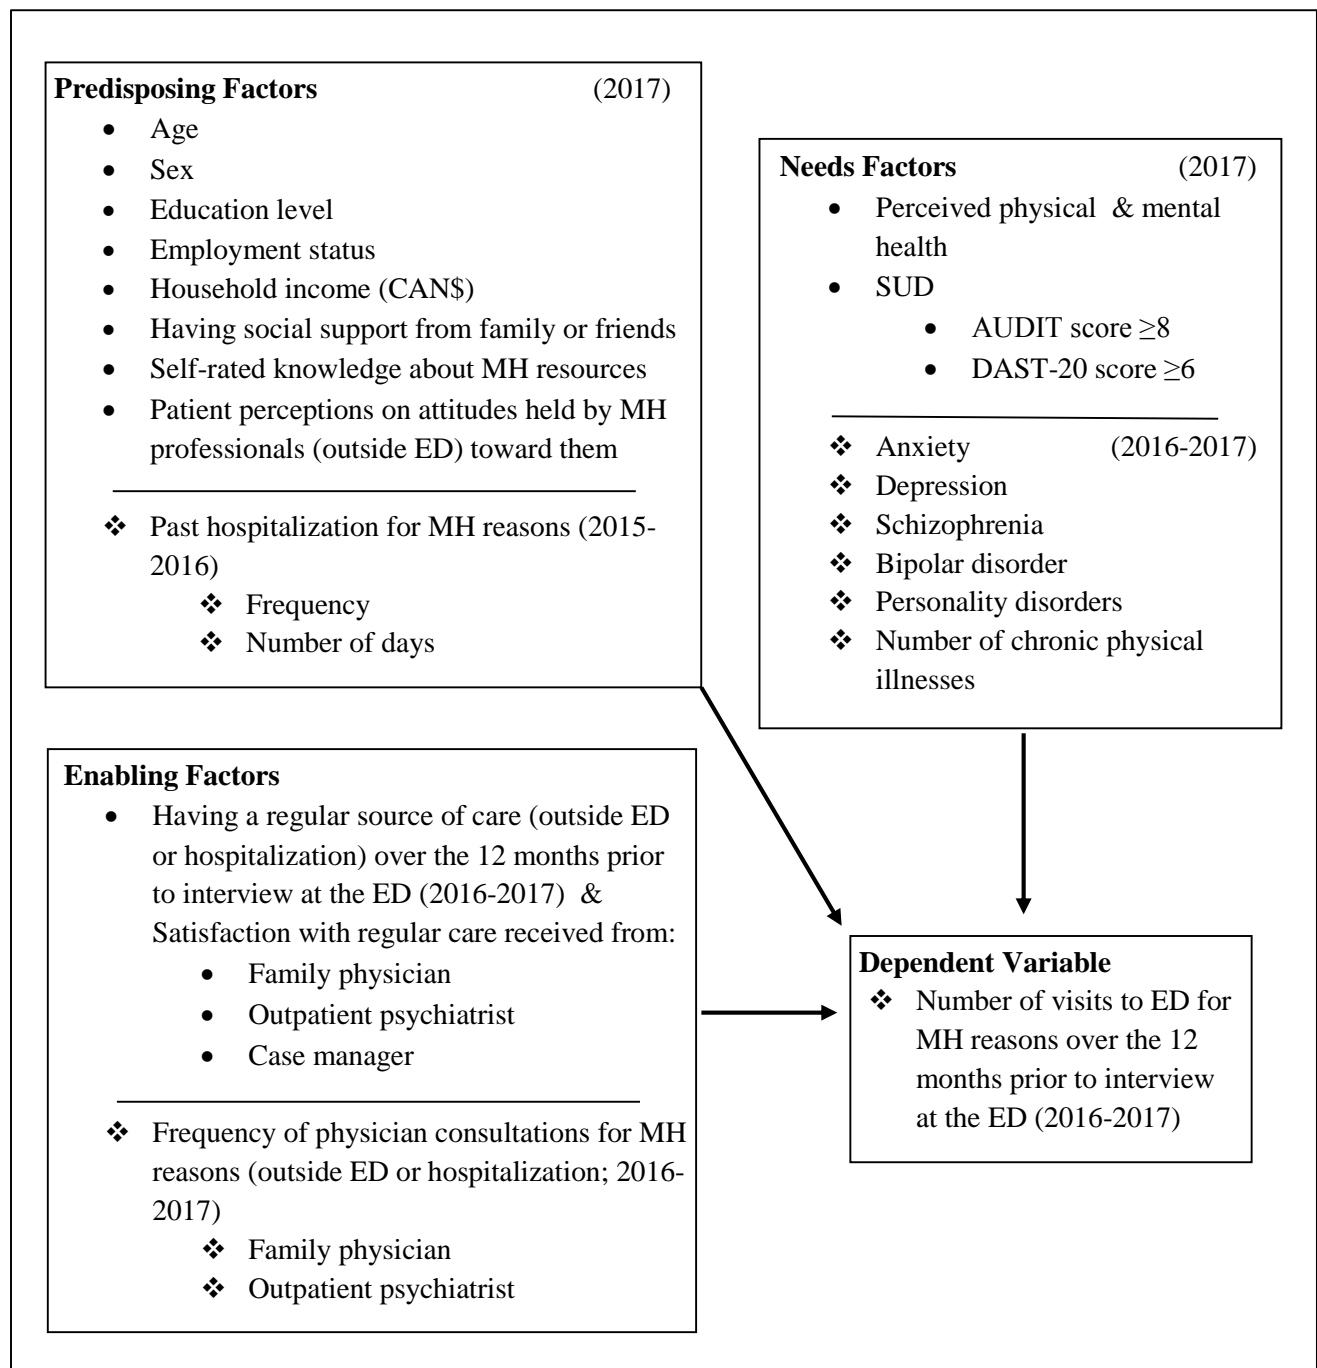 Predisposing Factors (2017)
• Age
• Sex
• Education level
• Employment status
• Household income (CAN$)
• Having social support from family or friends
• Self-rated knowledge about MH resources
• Patient perceptions on attitudes held by MH
professionals (outside ED) toward them
❖ Past hospitalization for MH reasons (2015-
2016)
❖ Frequency
❖ Number of days
Needs Factors (2017)
• Perceived physical & mental
health
• SUD
• AUDIT score ≥8
• DAST-20 score ≥6
❖ Anxiety (2016-2017)
❖ Depression
❖ Schizophrenia
❖ Bipolar disorder
❖ Personality disorders
❖ Number of chronic physical
illnesses
Enabling Factors
• Having a regular source of care (outside ED
or hospitalization) over the 12 months prior
to interview at the ED (2016-2017) &
Satisfaction with regular care received from:
• Family physician
• Outpatient psychiatrist
• Case manager
❖ Frequency of physician consultations for MH
reasons (outside ED or hospitalization; 2016-
2017)
❖ Family physician
❖ Outpatient psychiatrist
Dependent Variable
❖ Number of visits to ED for
MH reasons over the 12
months prior to interview
at the ED (2016-2017)